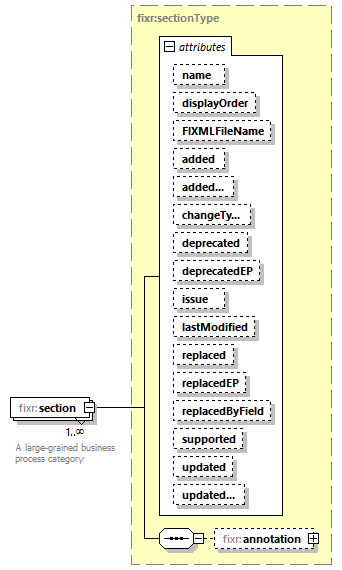 fixr:sectionType
attributes
name
displayOrder
FIXMLFileName
added
added...
changeTy...
deprecated
deprecatedEP
issue
lastModified
replaced
replacedEP
replacedByField
supported
updated
updated...
fixr:section
1..∞
A large-grained business
process category
fixr:annotation